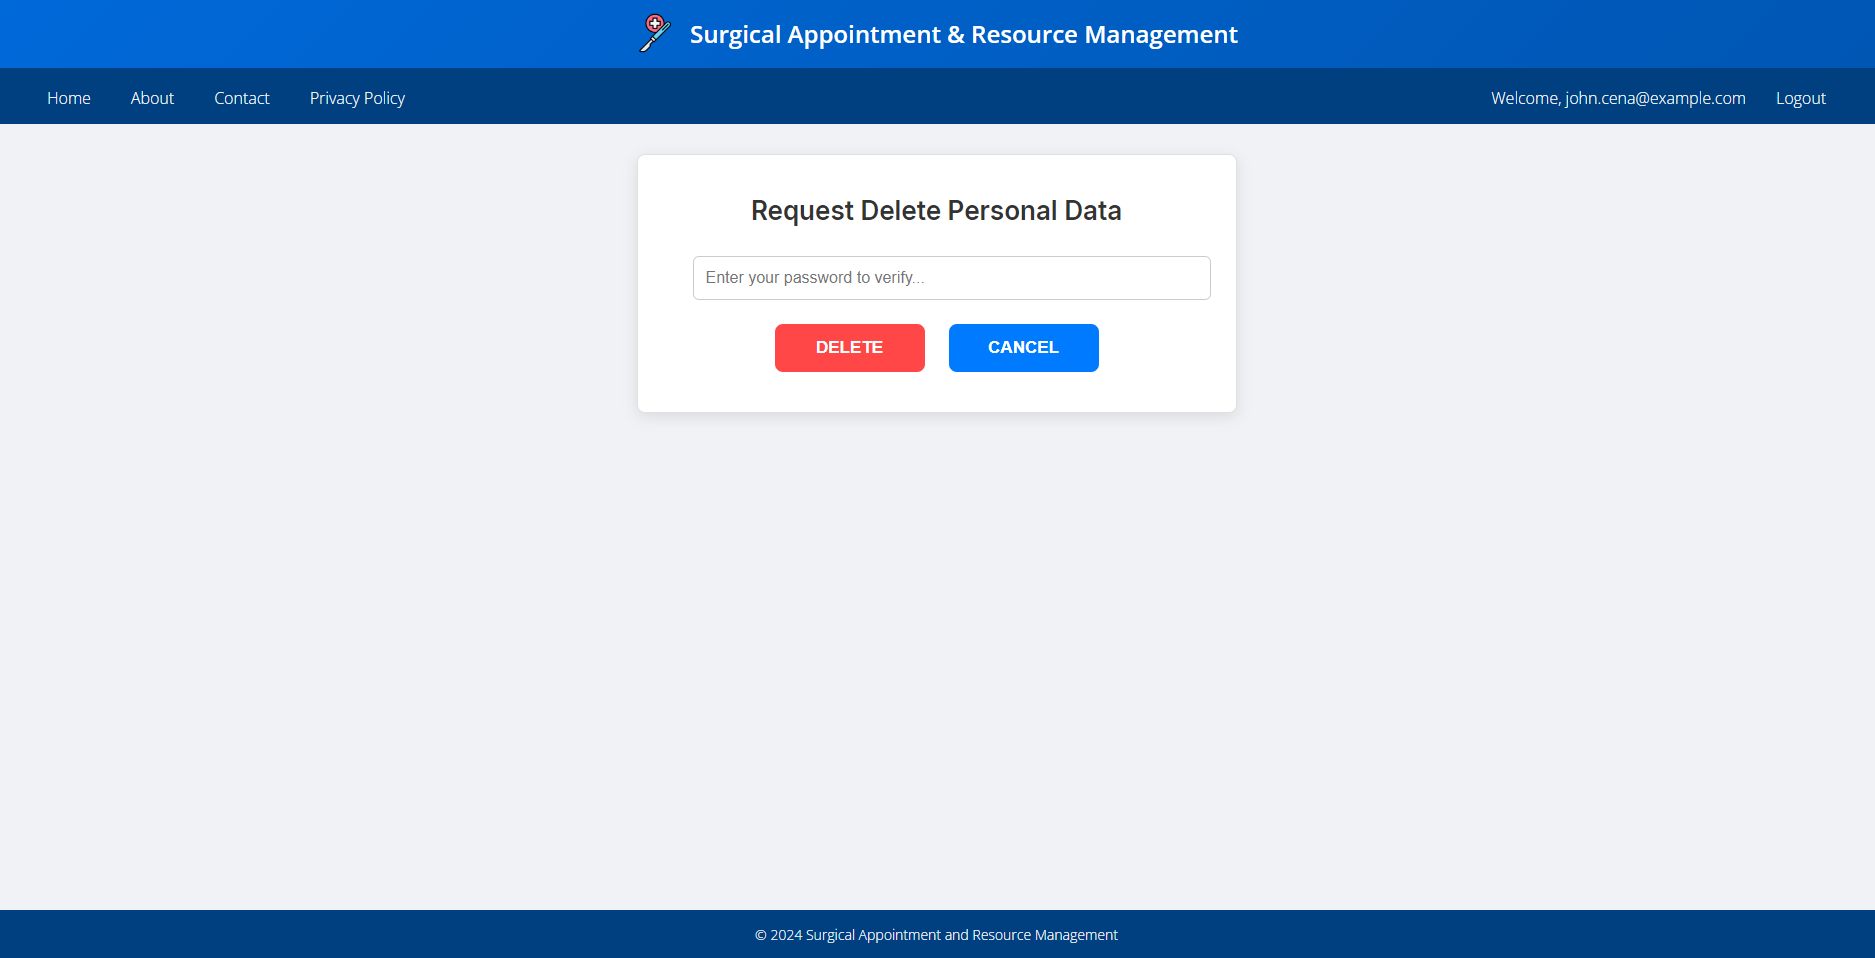 Surgical Appointment & Resource Management
Home About Contact Privacy Policy Welcome, john.cena@example.com Logout
Request Delete Personal Data
Enter your password to verify...
DELETE CANCEL
© 2024 Surgical Appointment and Resource Management